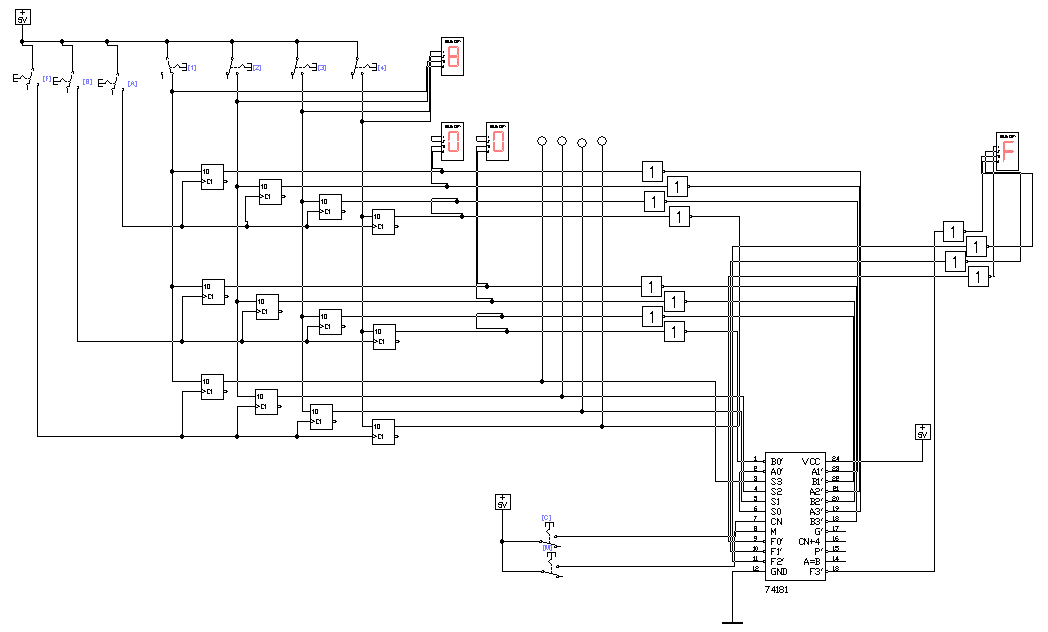 +
5V
[1]
[2]
[3]
[4]
[F]
[B]
[A]
8
0
0
F
1D
C1
1D
C1
1D
C1
1D
C1
1
1
1
1
1
1
1
1
1D
C1
1D
C1
1D
C1
1D
C1
1
1
1
1
1D
C1
1D
C1
1D
C1
1D
C1
+
5V
+
5V
[C]
[M]
1 B0' VCC 24
2 A0' A1' 23
3 S3 B1' 22
4 S2 A2' 21
5 S1 B2' 20
6 S0 A3' 19
7 CN B3' 18
8 M G' 17
9 F0' CN+4 16
10 F1' P' 15
11 F2' A=B 14
12 GND F3' 13
74181